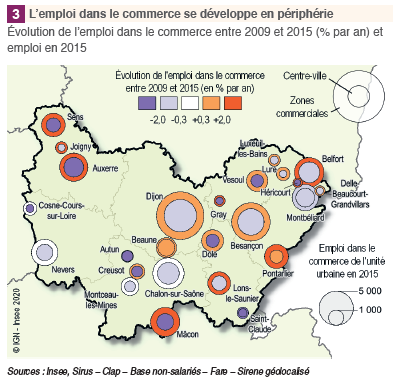 3 L'emploi dans le commerce se développe en périphérie
Évolution de l'emploi dans le commerce entre 2009 et 2015 (% par an) et
emploi en 2015
Évolution de l'emploi dans le commerce
entre 2009 et 2015 (en % par an)
-2,0 -0,3 +0,3 2,0
Centre-ville
Zones
commerciales
Sens
Joigny
Auxerre
Cosne-Cours-
sur-Loire
Nevers
Autun
Creusot
Montceau-
les-Mines
Dijon
Beaune
Chalon-sur-Saône
Mâcon
Gray
Dole
Besançon
Lons-
le-Saunier
Saint-
Claude
Pontarlier
Luxeuil-
les-Bains
Lure
Vesoul
Héricourt
Belfort
Delle
Beaucourt-
Grandvillars
Montbéliard
Emploi dans le
commerce de l'unité
urbaine en 2015
5 000
1 000
© IGN - Insee 2020
Sources : Insee, Sirus – Clap – Base non-salariés – Fare – Sirene géolocalisé